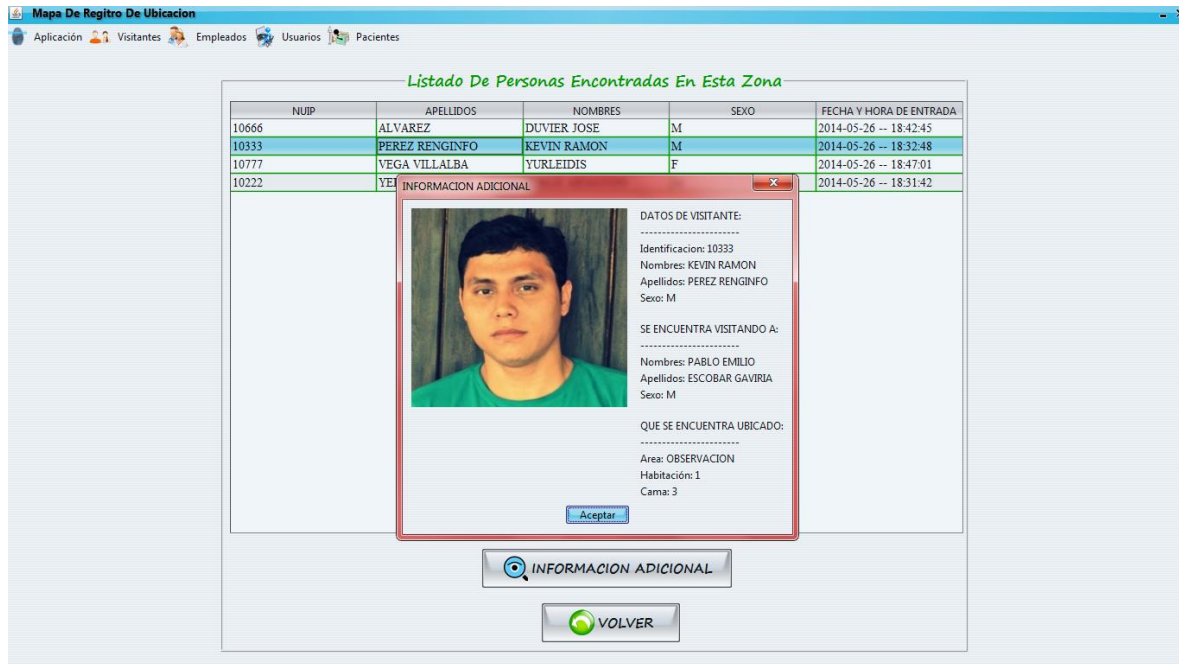 Mapa De Regitro De Ubicacion
Aplicación Visitantes Empleados Usuarios Pacientes
Listado De Personas Encontradas En Esta Zona
NUIP APELLIDOS NOMBRES SEXO FECHA Y HORA DE ENTRADA
10666 ALVAREZ DUVIER JOSE M 2014-05-26 -- 18:42:45
10333 PEREZ RENGINFO KEVIN RAMON M 2014-05-26 -- 18:32:48
10777 VEGA VILLALBA YURLEIDIS F 2014-05-26 -- 18:47:01
10222 2014-05-26 -- 18:31:42
INFORMACION ADICIONAL
DATOS DE VISITANTE:
-----------------------
Identificacion: 10333
Nombres: KEVIN RAMON
Apellidos: PEREZ RENGINFO
Sexo: M
SE ENCUENTRA VISITANDO A:
-----------------------
Nombres: PABLO EMILIO
Apellidos: ESCOBAR GAVIRIA
Sexo: M
QUE SE ENCUENTRA UBICADO:
-----------------------
Area: OBSERVACION
Habitación: 1
Cama: 3
Aceptar
INFORMACION ADICIONAL
VOLVER